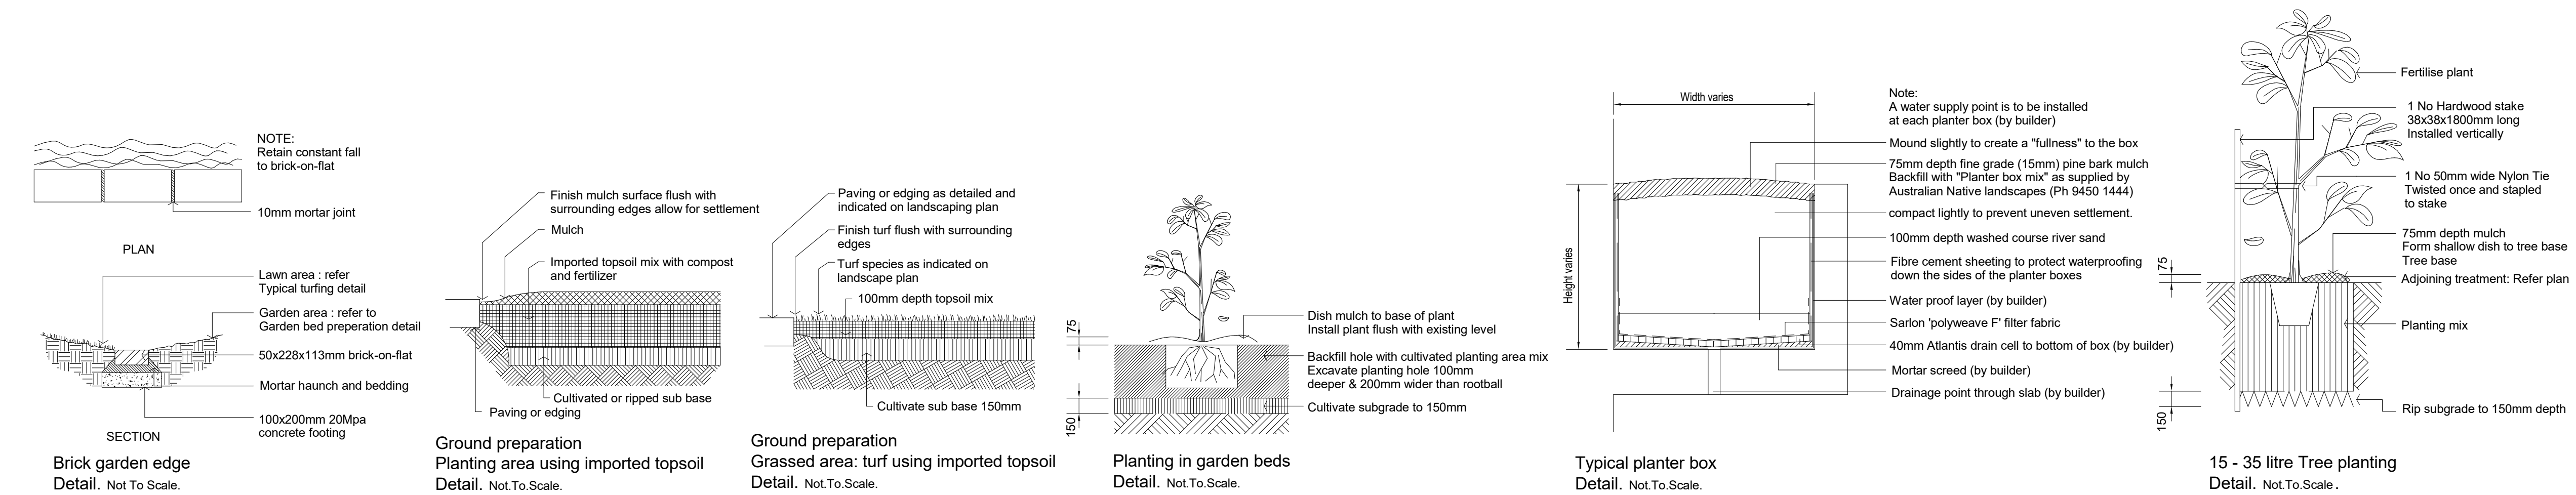 NOTE:
Retain constant fall
to brick-on-flat
10mm mortar joint
PLAN
Lawn area : refer
Typical turfing detail
Garden area : refer to
Garden bed preperation detail
50x228x113mm brick-on-flat
Mortar haunch and bedding
100x200mm 20Mpa
concrete footing
SECTION
Brick garden edge
Detail. Not To Scale.
Finish mulch surface flush with
surrounding edges allow for settlement
Mulch
Imported topsoil mix with compost
and fertilizer
Cultivated or ripped sub base
Paving or edging
Ground preparation
Planting area using imported topsoil
Detail. Not.To.Scale.
Paving or edging as detailed and
indicated on landscaping plan
Finish turf flush with surrounding
edges
Turf species as indicated on
landscape plan
100mm depth topsoil mix
Cultivate sub base 150mm
Ground preparation
Grassed area: turf using imported topsoil
Detail. Not.To.Scale.
75
Dish mulch to base of plant
Install plant flush with existing level
Backfill hole with cultivated planting area mix
Excavate planting hole 100mm
deeper & 200mm wider than rootball
Cultivate subgrade to 150mm
150
Planting in garden beds
Detail. Not.To.Scale.
Width varies
Height varies
Note:
A water supply point is to be installed
at each planter box (by builder)
Mound slightly to create a "fullness" to the box
75mm depth fine grade (15mm) pine bark mulch
Backfill with "Planter box mix" as supplied by
Australian Native landscapes (Ph 9450 1444)
compact lightly to prevent uneven settlement.
100mm depth washed course river sand
Fibre cement sheeting to protect waterproofing
down the sides of the planter boxes
Water proof layer (by builder)
Sarlon 'polyweave F' filter fabric
40mm Atlantis drain cell to bottom of box (by builder)
Mortar screed (by builder)
Drainage point through slab (by builder)
Typical planter box
Detail. Not.To.Scale.
Fertilise plant
1 No Hardwood stake
38x38x1800mm long
Installed vertically
1 No 50mm wide Nylon Tie
Twisted once and stapled
to stake
75mm depth mulch
Form shallow dish to tree base
Tree base
75
Adjoining treatment: Refer plan
Planting mix
Rip subgrade to 150mm depth
150
15 - 35 litre Tree planting
Detail. Not.To.Scale.